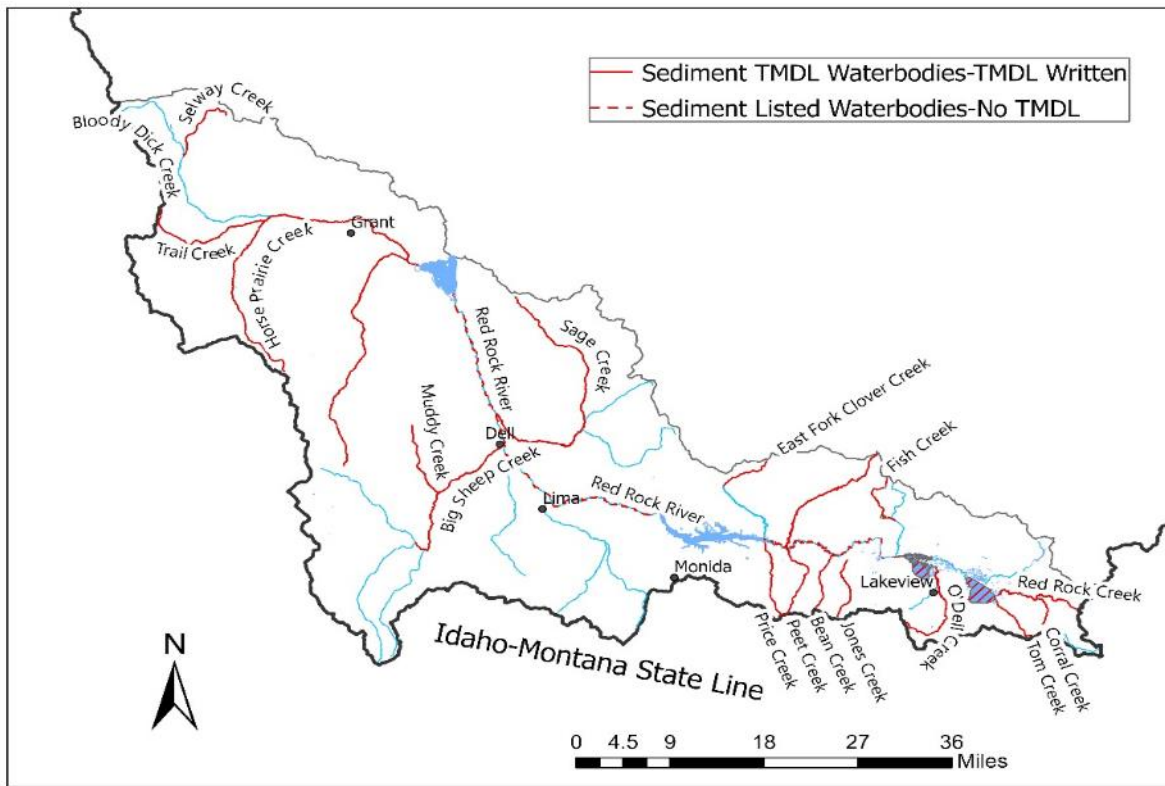 Sediment TMDL Waterbodies-TMDL Written
Sediment Listed Waterbodies-No TMDL
Selway Creek
Bloody Dick Creek
Grant
Trail Creek
Horse Prairie Creek
Red Rock River
Sage Creek
Muddy Creek
Dell
Big Sheep Creek
East Fork Clover Creek
Fish Creek
Lima
Red Rock River
Monida
Lakeview
Red Rock Creek
O'Dell Creek
Price Creek
Peet Creek
Bean Creek
Jones Creek
Tom Creek
Corral Creek
Idaho-Montana State Line
N
0 4.5 9 18 27 36
Miles